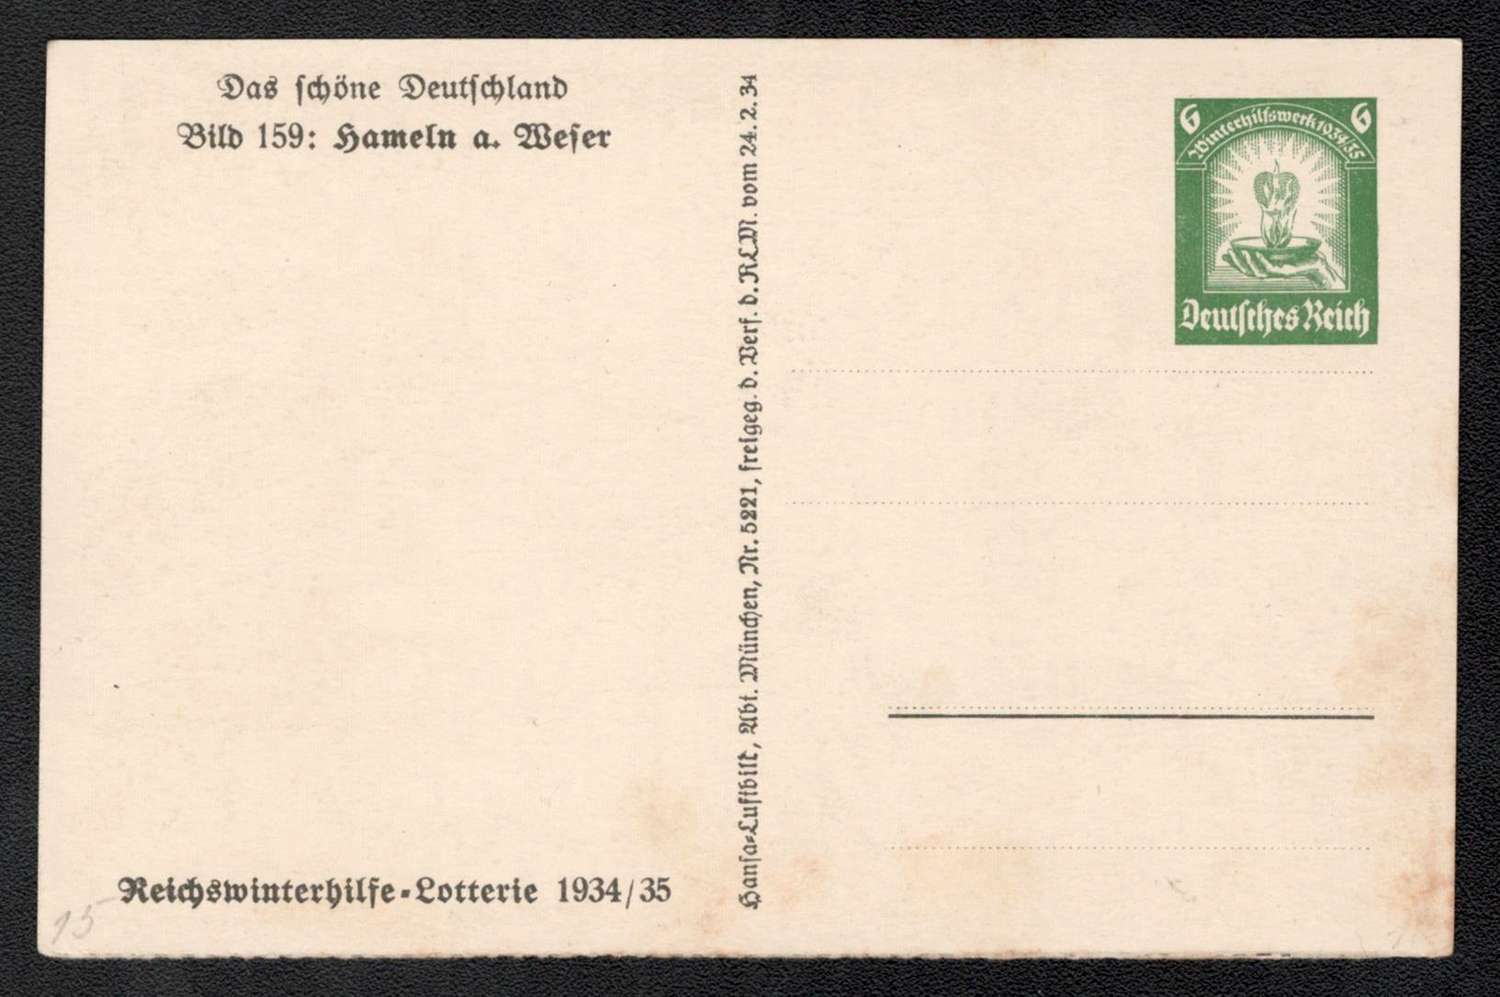 Das schöne Deutschland
Bild 159: Hameln a. Weser
Reichswinterhilfe-Lotterie 1934/35
15
Hansa-Luftbild, Abt. München, Nr. 5221, freigeg. d. Verf. d. RLM. vom 24. 2. 34
6 6
Winterhilfswerk 1934/35
Deutsches Reich